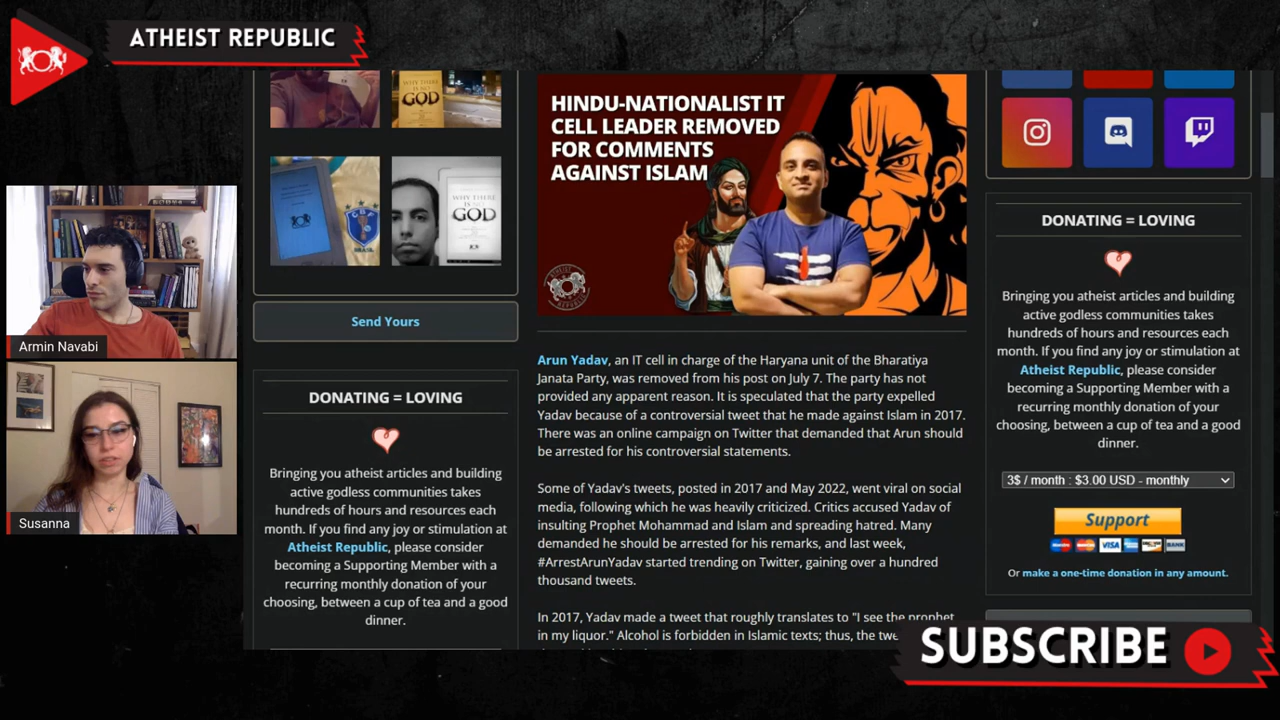 ATHEIST REPUBLIC
WHY THERE
IS NO
GOD
CBF
BRASIL
WHY THERE
IS NO
GOD
Send Yours
DONATING = LOVING
Bringing you atheist articles and building
active godless communities takes
hundreds of hours and resources each
month. If you find any joy or stimulation at
Atheist Republic, please consider
becoming a Supporting Member with a
recurring monthly donation of your
choosing, between a cup of tea and a good
dinner.
Armin Navabi
Susanna
HINDU-NATIONALIST IT
CELL LEADER REMOVED
FOR COMMENTS
AGAINST ISLAM
Arun Yadav, an IT cell in charge of the Haryana unit of the Bharatiya
Janata Party, was removed from his post on July 7. The party has not
provided any apparent reason. It is speculated that the party expelled
Yadav because of a controversial tweet that he made against Islam in 2017.
There was an online campaign on Twitter that demanded that Arun should
be arrested for his controversial statements.
Some of Yadav's tweets, posted in 2017 and May 2022, went viral on social
media, following which he was heavily criticized. Critics accused Yadav of
insulting Prophet Mohammad and Islam and spreading hatred. Many
demanded he should be arrested for his remarks, and last week,
#ArrestArunYadav started trending on Twitter, gaining over a hundred
thousand tweets.
In 2017, Yadav made a tweet that roughly translates to "I see the prophet
in my liquor." Alcohol is forbidden in Islamic texts; thus, the
DONATING = LOVING
Bringing you atheist articles and building
active godless communities takes
hundreds of hours and resources each
month. If you find any joy or stimulation at
Atheist Republic, please consider
becoming a Supporting Member with a
recurring monthly donation of your
choosing, between a cup of tea and a good
dinner.
3$ / month : $3.00 USD - monthly
Support
VISA
BANK
Or make a one-time donation in any amount.
SUBSCRIBE